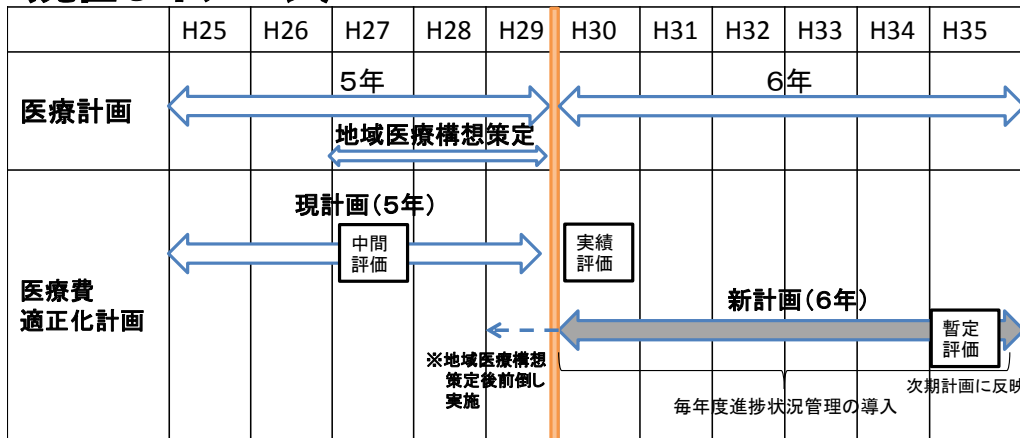 H25 H26 H27 H28 H29 H30 H31 H32 H33 H34 H35
医療計画
5年
6年
地域医療構想策定
医療費
適正化計画
現計画(5年)
中間
評価
実績
評価
新計画(6年)
暫定
評価
※地域医療構想
策定後前倒し
実施
次期計画に反映
毎年度進捗状況管理の導入